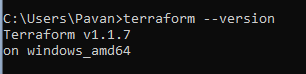 C:\Users\Pavan>terraform --version
Terraform v1.1.7
on windows_amd64